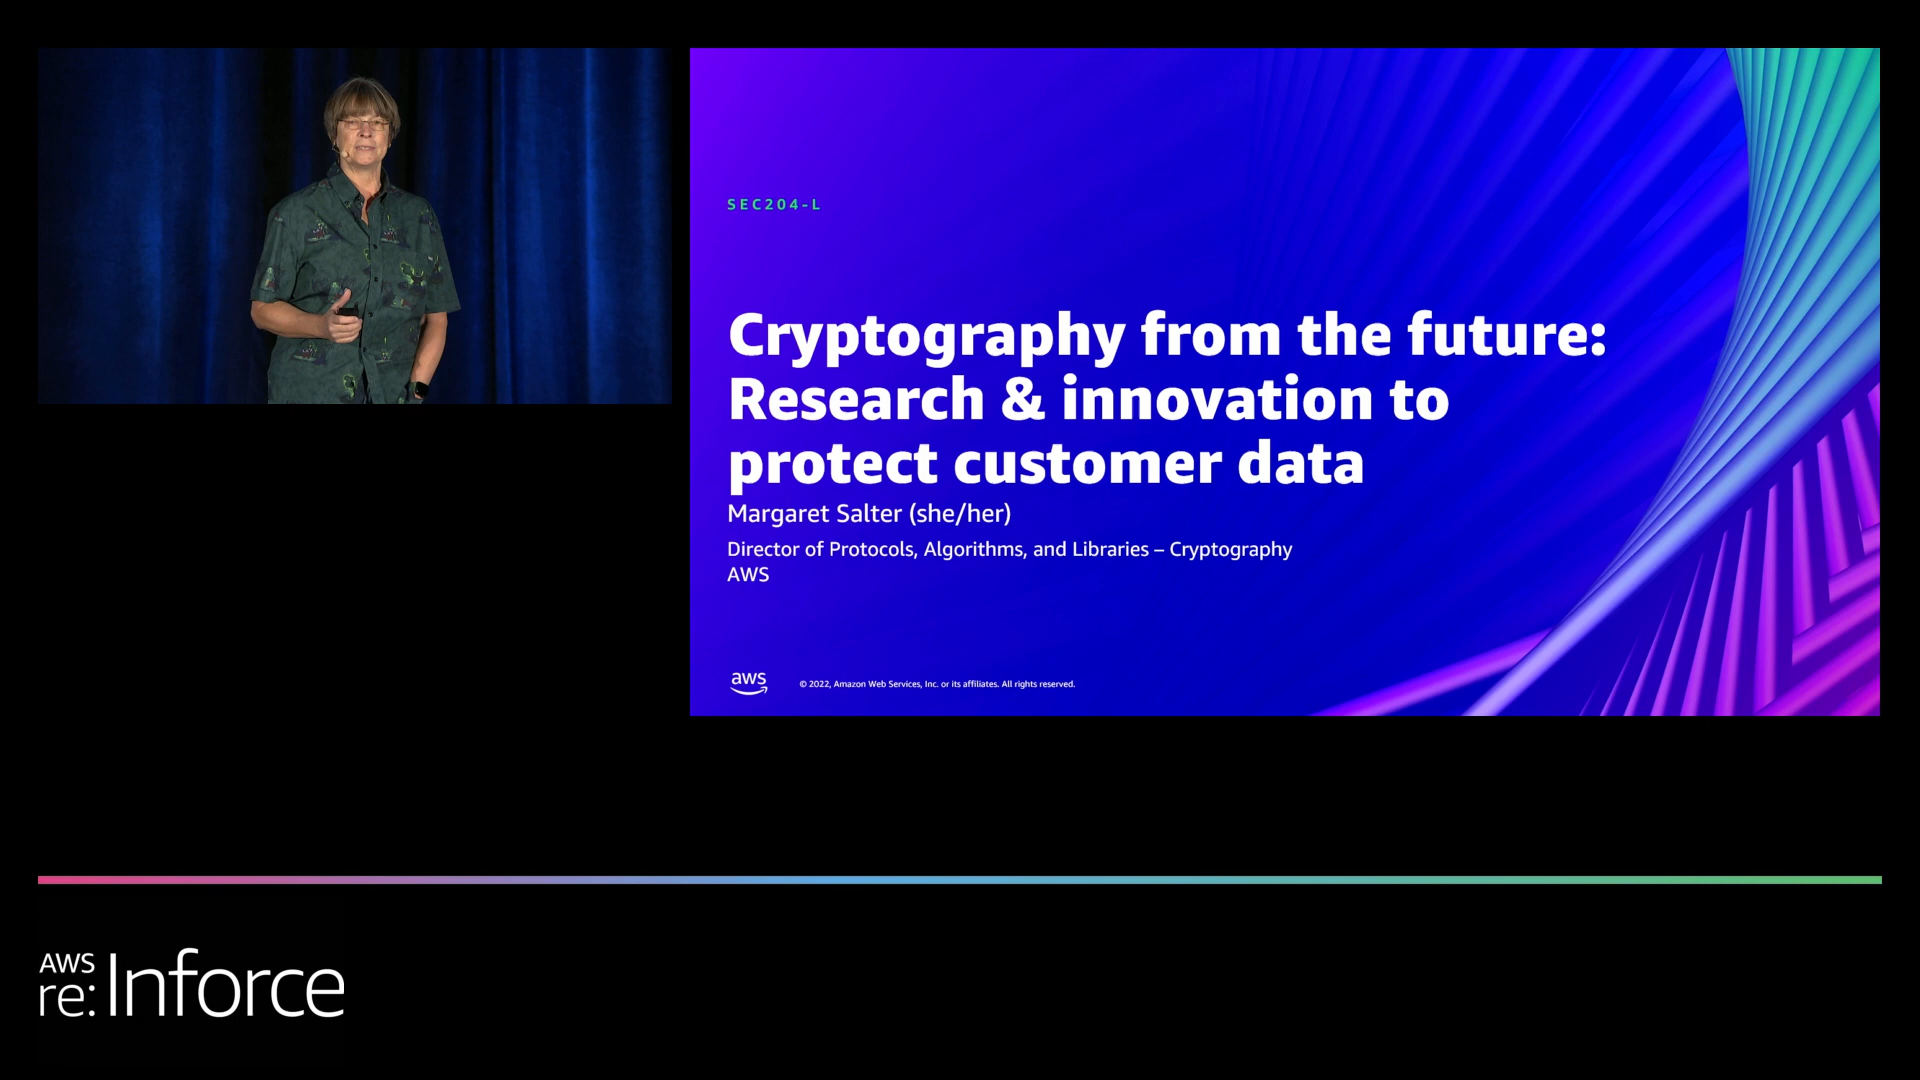 SEC204-L
Cryptography from the future:
Research & innovation to
protect customer data
Margaret Salter (she/her)
Director of Protocols, Algorithms, and Libraries – Cryptography
AWS
aws
© 2022, Amazon Web Services, Inc. or its affiliates. All rights reserved.
AWS
re:Inforce